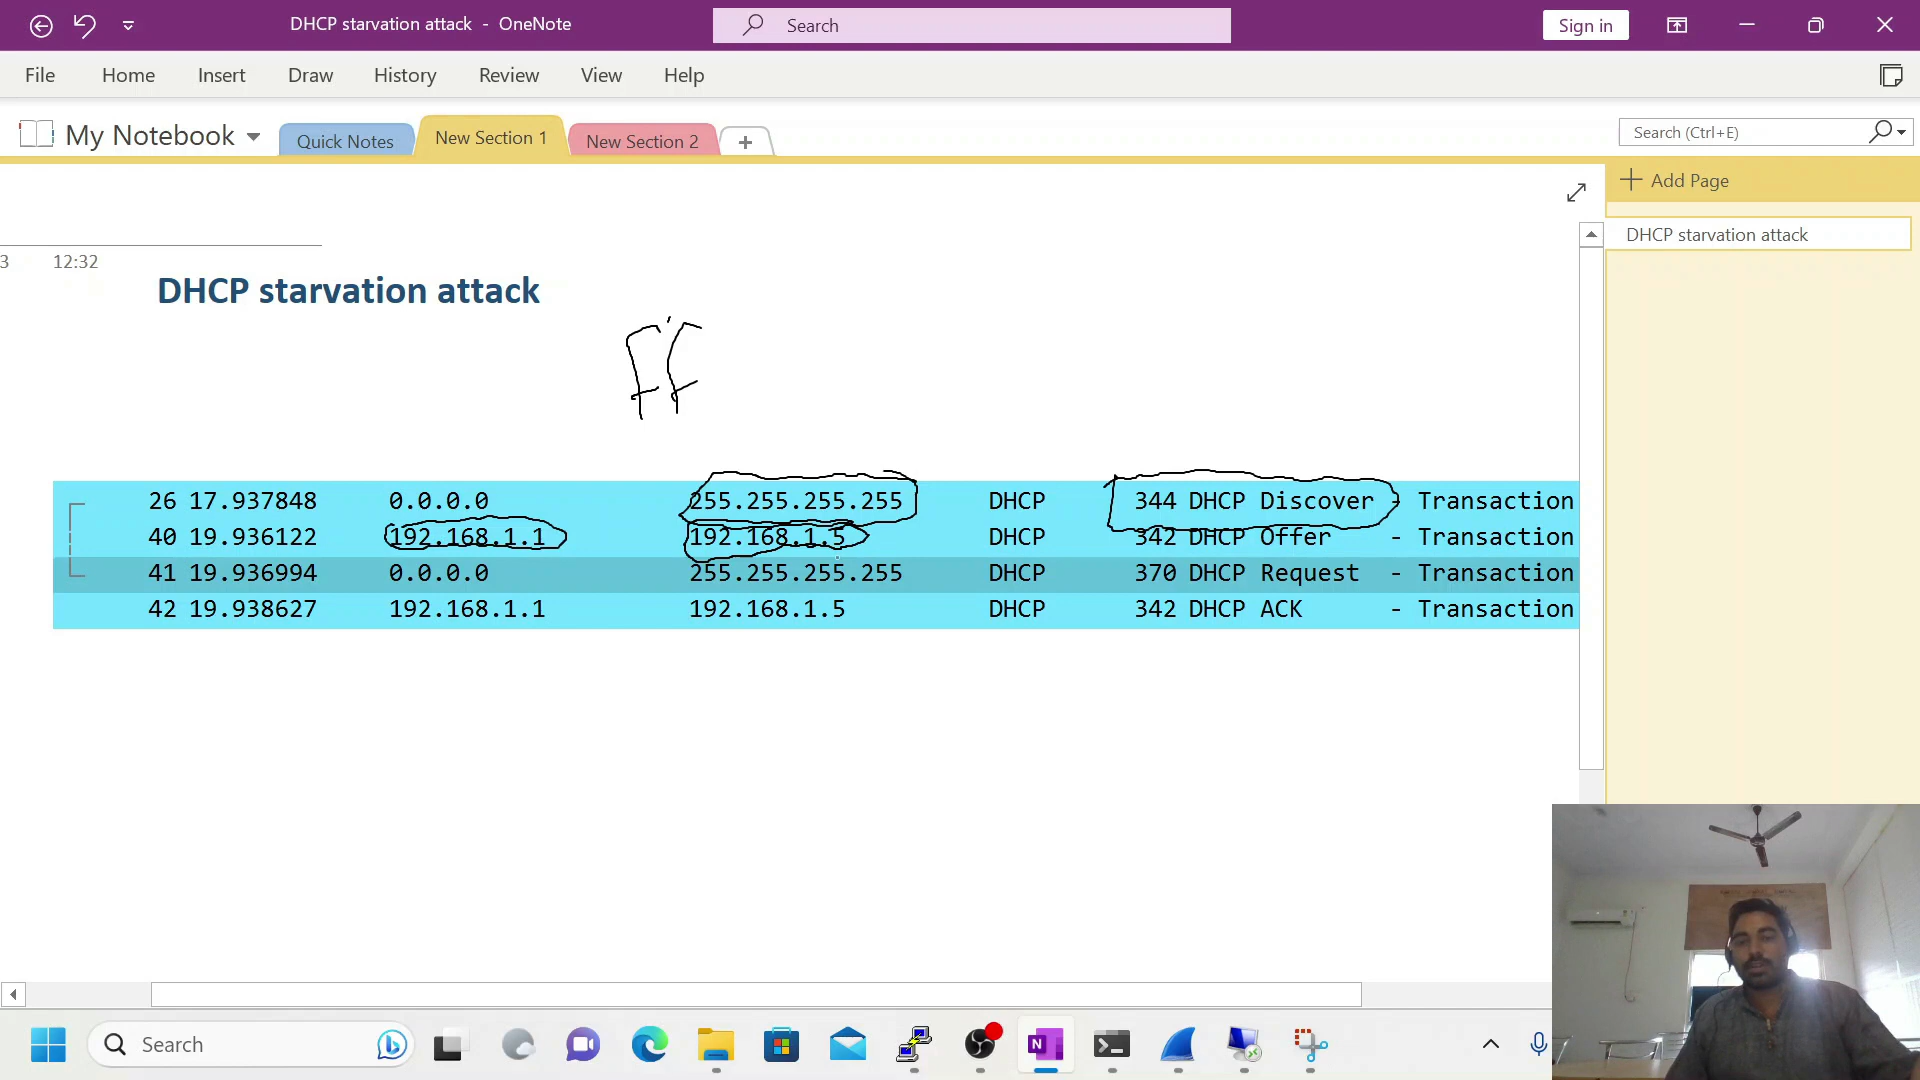 DHCP starvation attack - OneNote
Search
Sign in
File Home Insert Draw History Review View Help
My Notebook
Quick Notes
New Section 1
New Section 2
Search (Ctrl+E)
Add Page
DHCP starvation attack
3 12:32
DHCP starvation attack
FF
26 17.937848 0.0.0.0 255.255.255.255 DHCP 344 DHCP Discover - Transaction
40 19.936122 192.168.1.1 192.168.1.5 DHCP 342 DHCP Offer - Transaction
41 19.936994 0.0.0.0 255.255.255.255 DHCP 370 DHCP Request - Transaction
42 19.938627 192.168.1.1 192.168.1.5 DHCP 342 DHCP ACK - Transaction
Search